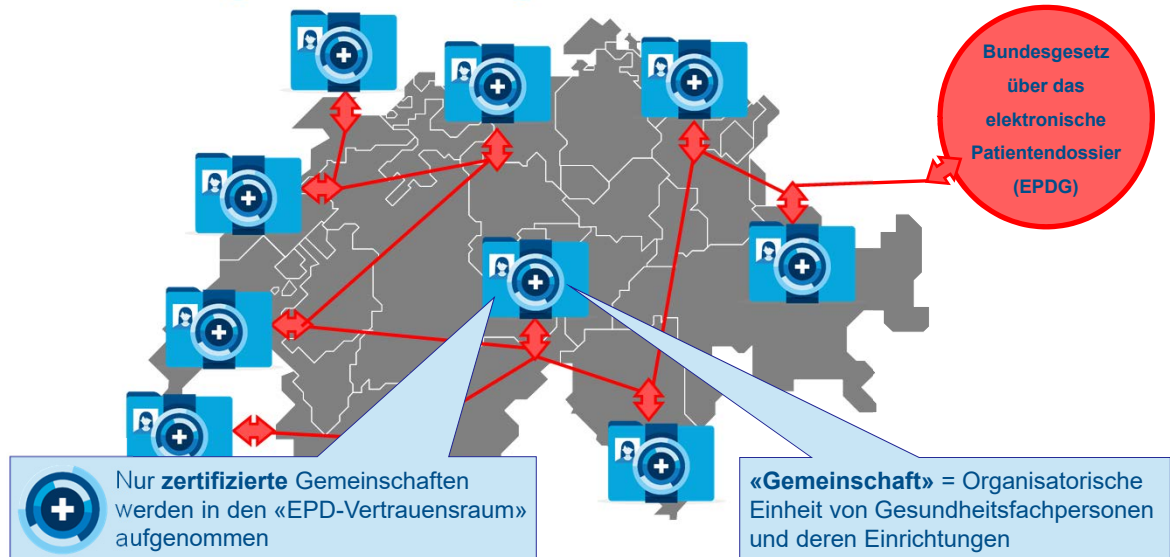 Bundesgesetz
über das
elektronische
Patientendossier
(EPDG)
Nur zertifizierte Gemeinschaften
werden in den «EPD-Vertrauensraum»
aufgenommen
«Gemeinschaft» = Organisatorische
Einheit von Gesundheitsfachpersonen
und deren Einrichtungen